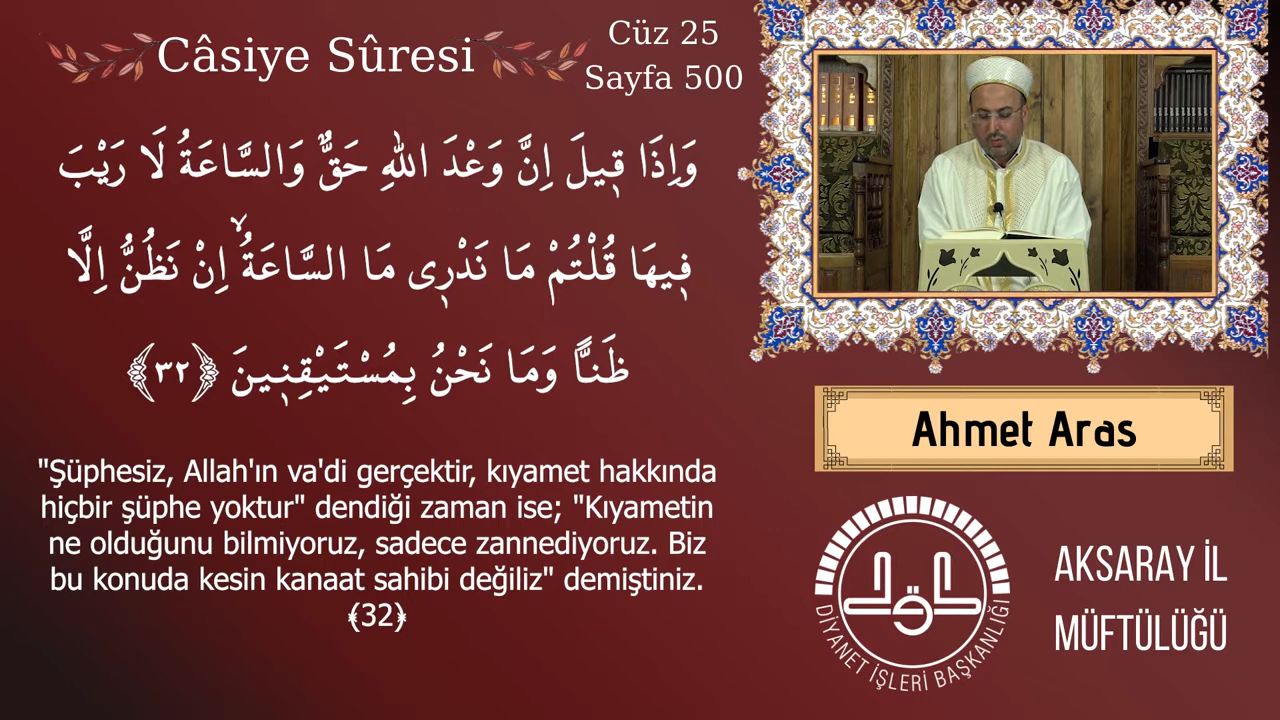 Câsiye Sûresi
Cüz 25
Sayfa 500
وَاِذَا قٖيلَ اِنَّ وَعْدَ اللّٰهِ حَقٌّ وَالسَّاعَةُ لَا رَيْبَ
فٖيهَا قُلْتُمْ مَا نَدْرٖى مَا السَّاعَةُۙ اِنْ نَظُنُّ اِلَّا
ظَنًّا وَمَا نَحْنُ بِمُسْتَيْقِنٖينَ ﴿٣٢﴾
"Şüphesiz, Allah'ın va'di gerçektir, kıyamet hakkında
hiçbir şüphe yoktur" dendiği zaman ise; "Kıyametin
ne olduğunu bilmiyoruz, sadece zannediyoruz. Biz
bu konuda kesin kanaat sahibi değiliz" demiştiniz.
﴾32﴿
Ahmet Aras
DİYANET İŞLERİ BAŞKANLIĞI
AKSARAY İL
MÜFTÜLÜĞÜ